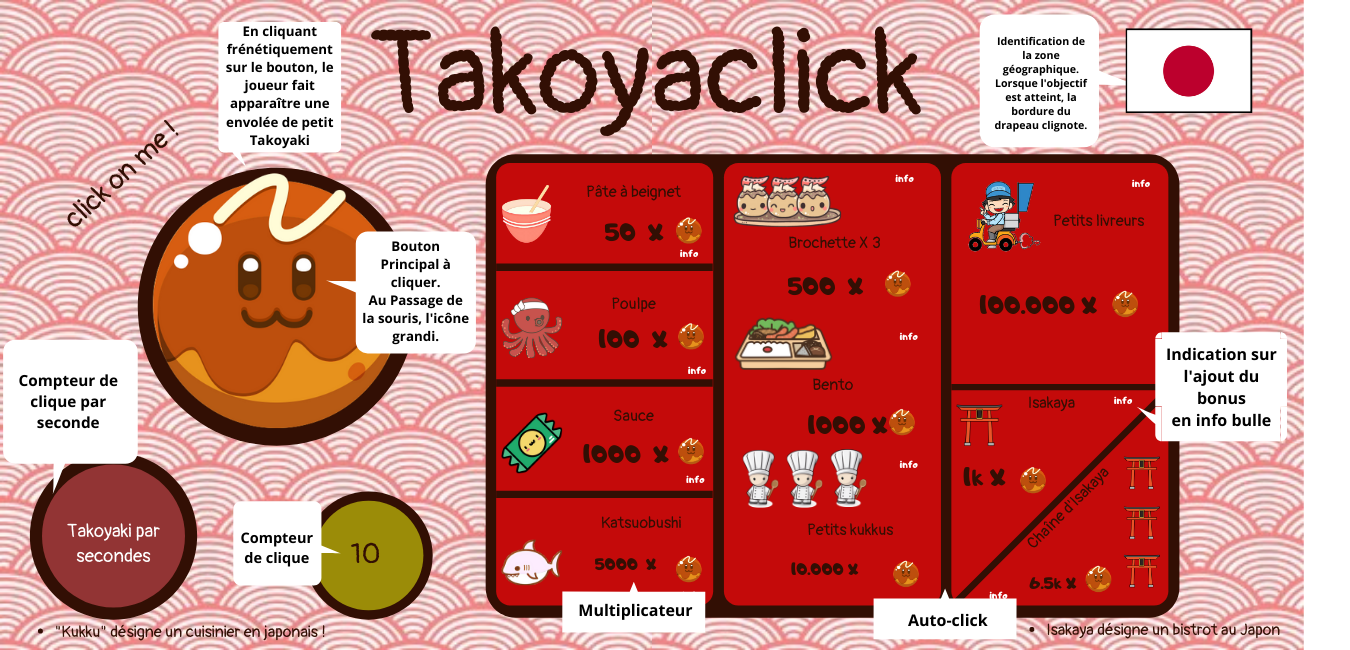 Takoyaclick
En cliquant
frénétiquement
sur le bouton, le
joueur fait
apparaître une
envolée de petit
Takoyaki
Identification de
la zone
géographique.
Lorsque l'objectif
est atteint, la
bordure du
drapeau clignote.
click on me !
Bouton
Principal à
cliquer.
Au Passage de
la souris, l'icône
grandi.
Compteur de
clique par
seconde
Takoyaki par
secondes
Compteur
de clique
10
• "Kukku" désigne un cuisinier en japonais !
Pâte à beignet
50 X
info
Poulpe
100 X
info
Sauce
1000 X
info
Katsuobushi
5000 X
Multiplicateur
info
Brochette X 3
500 X
info
Bento
1000 X
info
Petits kukkus
10.000 X
Auto-click
info
Petits livreurs
100.000 X
Isakaya
info
1k X
Indication sur
l'ajout du
bonus
en info bulle
Chaîne d'Isakaya
6.5k X
info
• Isakaya désigne un bistrot au Japon